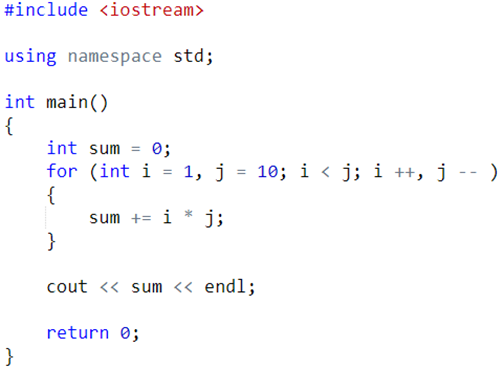 #include <iostream>
using namespace std;
int main()
{
    int sum = 0;
    for (int i = 1, j = 10; i < j; i ++, j -- )
    {
        sum += i * j;
    }
    cout << sum << endl;
    return 0;
}